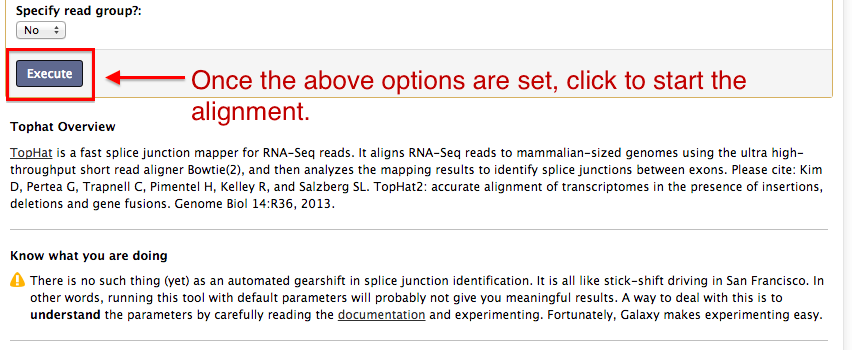 Specify read group?:
No
Execute
Once the above options are set, click to start the
alignment.
Tophat Overview
TopHat is a fast splice junction mapper for RNA-Seq reads. It aligns RNA-Seq reads to mammalian-sized genomes using the ultra high-
throughput short read aligner Bowtie(2), and then analyzes the mapping results to identify splice junctions between exons. Please cite: Kim
D, Pertea G, Trapnell C, Pimentel H, Kelley R, and Salzberg SL. TopHat2: accurate alignment of transcriptomes in the presence of insertions,
deletions and gene fusions. Genome Biol 14:R36, 2013.
Know what you are doing
There is no such thing (yet) as an automated gearshift in splice junction identification. It is all like stick-shift driving in San Francisco. In
other words, running this tool with default parameters will probably not give you meaningful results. A way to deal with this is to
understand the parameters by carefully reading the documentation and experimenting. Fortunately, Galaxy makes experimenting easy.